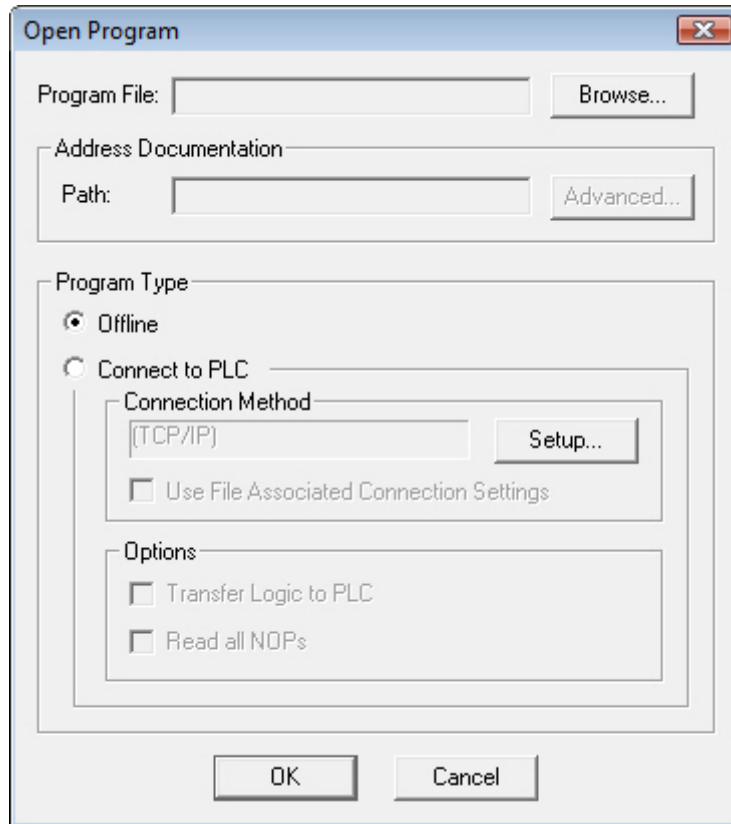 Open Program
Program File: Browse...
Address Documentation
Path: Advanced...
Program Type
Offline
Connect to PLC
Connection Method
(TCP/IP) Setup...
Use File Associated Connection Settings
Options
Transfer Logic to PLC
Read all NOPs
OK Cancel